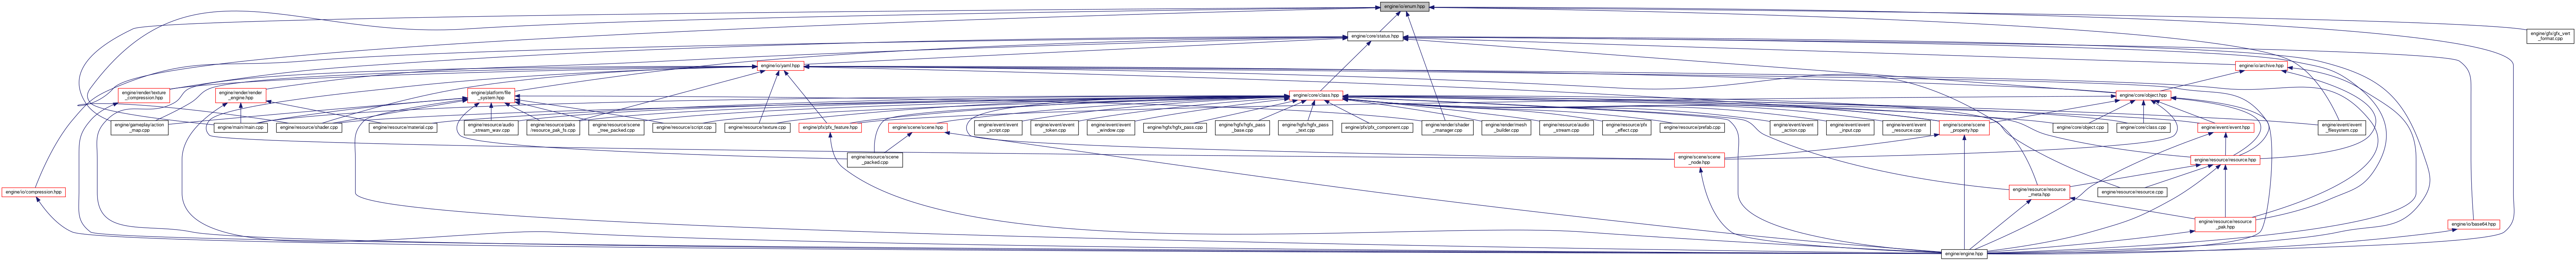 engine/io/enum.hpp
engine/gfx/gfx_vert
_format.cpp
engine/core/status.hpp
engine/io/yaml.hpp
engine/io/archive.hpp
engine/render/texture
_compression.hpp
engine/render/render
_engine.hpp
engine/platform/file
_system.hpp
engine/core/class.hpp
engine/core/object.hpp
engine/gameplay/action
_map.cpp
engine/main/main.cpp
engine/resource/shader.cpp
engine/resource/material.cpp
engine/resource/audio
_stream_wav.cpp
engine/resource/oaks
engine/resource/scene
_tree_packed.cpp
engine/resource/script.cpp
engine/resource/texture.cpp
engine/pfx/pfx_feature.hpp
engine/scene/scene.hpp
engine/event/event
_script.cpp
engine/event/event
_token.cpp
engine/event/event
_window.cpp
engine/hgfx/hgfx_pass.cpp
engine/hgfx/hgfx_pass
_base.cpp
engine/hgfx/hgfx_pass
_text.cpp
engine/pfx/pfx_component.cpp
engine/render/shader
_manager.cpp
engine/render/mesh
_builder.cpp
engine/resource/audio
_stream.cpp
engine/resource/pfx
_effect.cpp
engine/resource/prefab.cpp
engine/event/event
_action.cpp
engine/event/event
_input.cpp
engine/event/event
_resource.cpp
engine/scene/scene
_property.hpp
engine/core/object.cpp
engine/core/class.cpp
engine/event/event.hpp
engine/event/event
_filesystem.cpp
engine/resource/scene
_packed.cpp
engine/scene/scene
_node.hpp
engine/resource/resource.hpp
engine/io/compression.hpp
engine/resource/resource
_meta.hpp
engine/resource/resource.cpp
engine/resource/resource
_pak.hpp
engine/io/base64.hpp
engine/engine.hpp